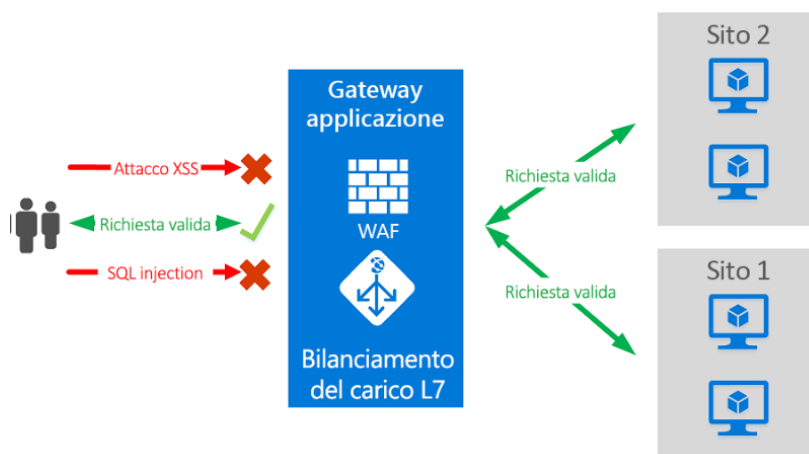 Attacco XSS
Richiesta valida
SQL injection
Gateway
applicazione
WAF
Bilanciamento
del carico L7
Richiesta valida
Richiesta valida
Sito 2
Sito 1